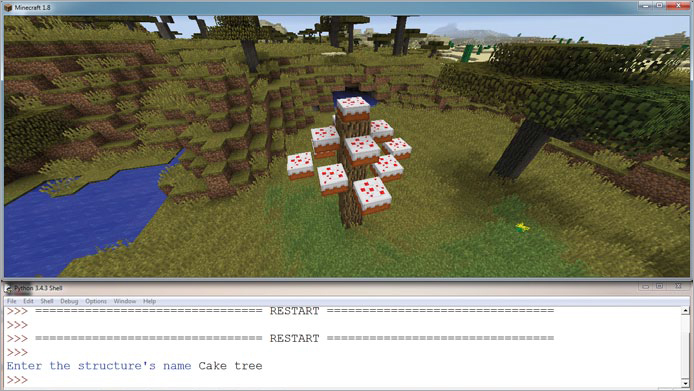 Minecraft 1.8
Python 3.4.3 Shell
File Edit Shell Debug Options Window Help
>>> ================================ RESTART ================================
>>>
>>> ================================ RESTART ================================
>>>
Enter the structure's name Cake tree
>>>